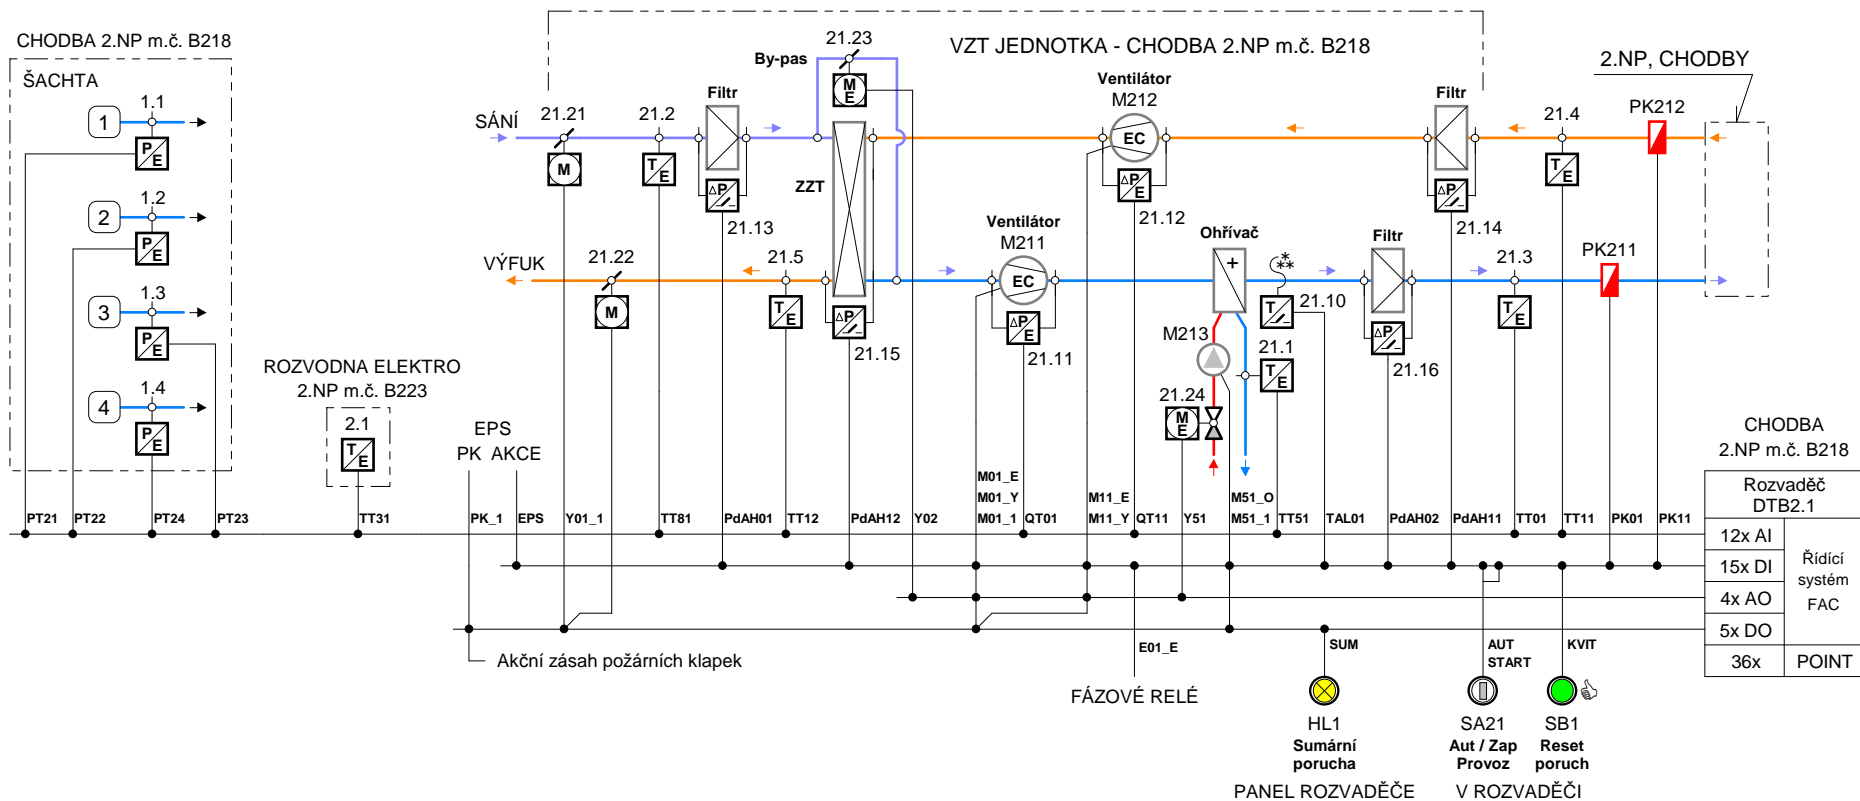 CHODBA 2.NP m.č. B218
ŠACHTA
1
1.1
P
E
2
1.2
P
E
3
1.3
P
E
4
1.4
P
E
ROZVODNA ELEKTRO
2.NP m.č. B223
2.1
T
E
VZT JEDNOTKA - CHODBA 2.NP m.č. B218
2.NP, CHODBY
SÁNÍ
21.21
M
21.2
T
E
Filtr
ΔP
21.13
By-pas
21.23
M
E
ZZT
Ventilátor
M212
EC
ΔP
E
21.12
Filtr
ΔP
21.14
21.4
T
E
PK212
VÝFUK
21.22
M
21.5
T
E
ΔP
21.15
Ventilátor
M211
EC
ΔP
E
21.11
Ohřívač
+
M213
21.24
M
E
21.1
T
E
T
21.10
Filtr
ΔP
21.16
21.3
T
E
PK211
EPS
PK AKCE
M01_E
M01_Y
M01_1
M11_E
M11_Y
M51_O
M51_1
PT21
PT22
PT24
PT23
TT31
PK_1
EPS
Y01_1
TT81
PdAH01
TT12
PdAH12
Y02
QT01
QT11
Y51
TT51
TAL01
PdAH02
PdAH11
TT01
TT11
PK01
PK11
CHODBA
2.NP m.č. B218
Rozvaděč
DTB2.1
12x AI
15x DI
4x AO
5x DO
Řídící
systém
FAC
36x
POINT
Akční zásah požárních klapek
E01_E
FÁZOVÉ RELÉ
SUM
HL1
Sumární
porucha
PANEL ROZVADĚČE
AUT
START
SA21
Aut / Zap
Provoz
KVIT
SB1
Reset
poruch
V ROZVADĚČI